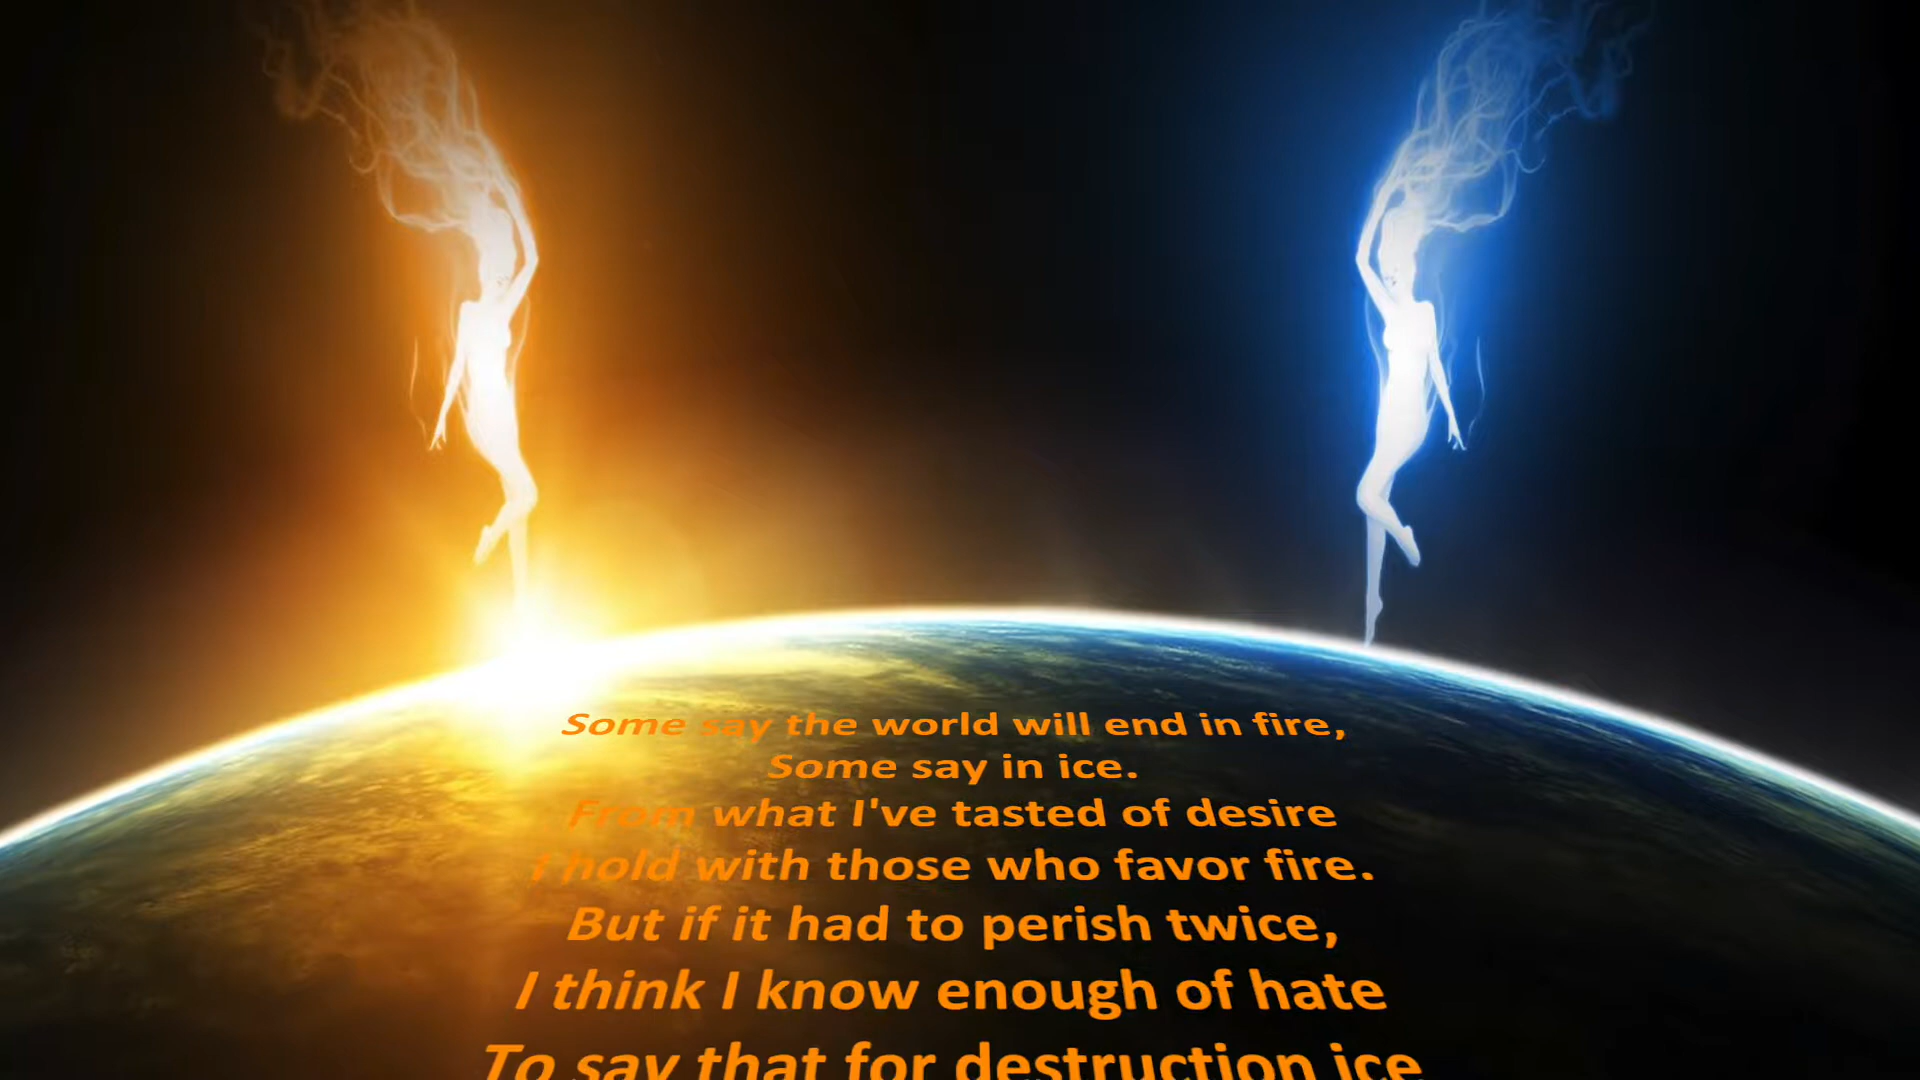 Some say the world will end in fire,
Some say in ice.
From what I've tasted of desire
I hold with those who favor fire.
But if it had to perish twice,
I think I know enough of hate
To say that for destruction ice